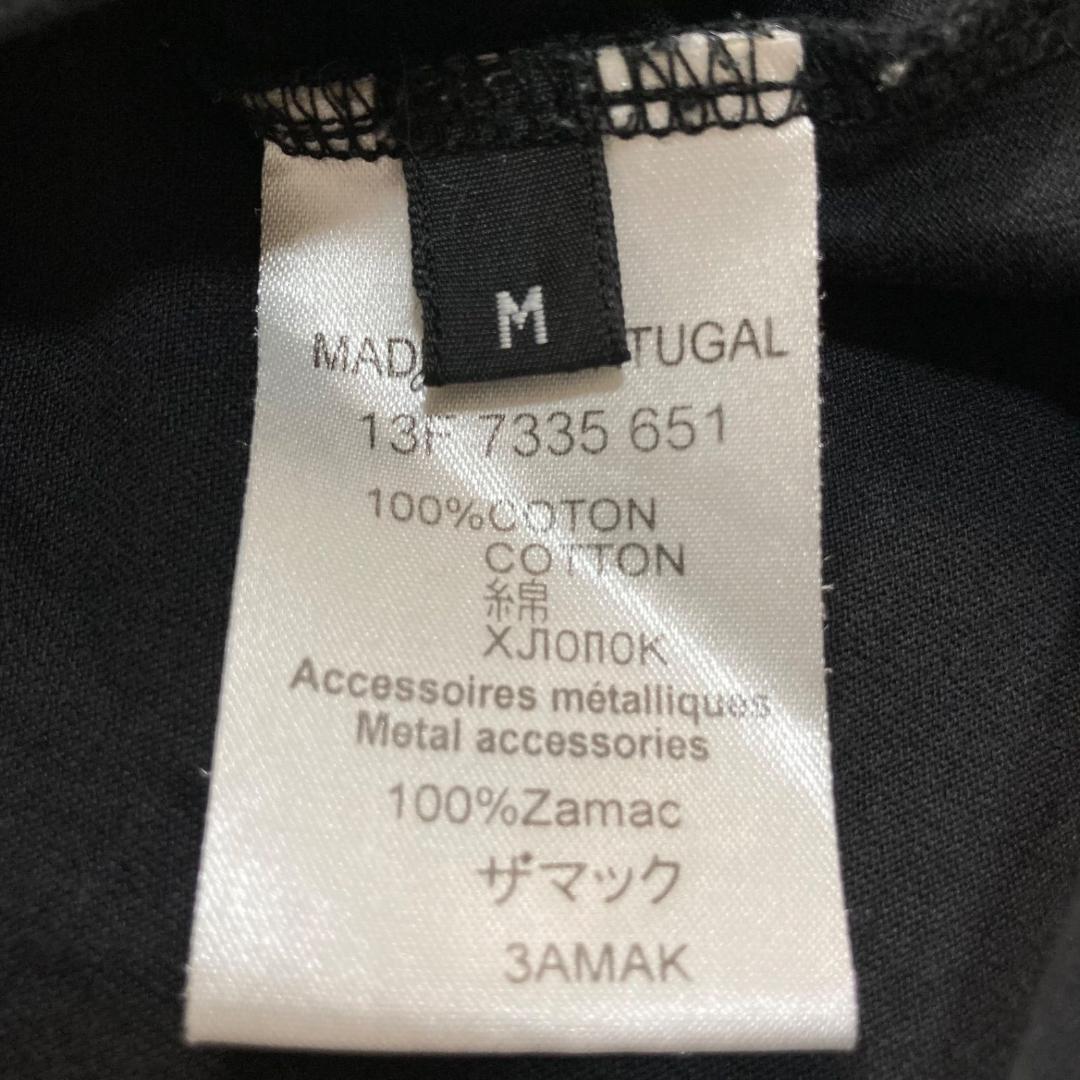 M
MAD TUGAL
13F 7335 651
100%COTON
COTTON
綿
ХЛОПОК
Accessoires métalliques
Metal accessories
100%Zamac
ザマック
ЗАМАК